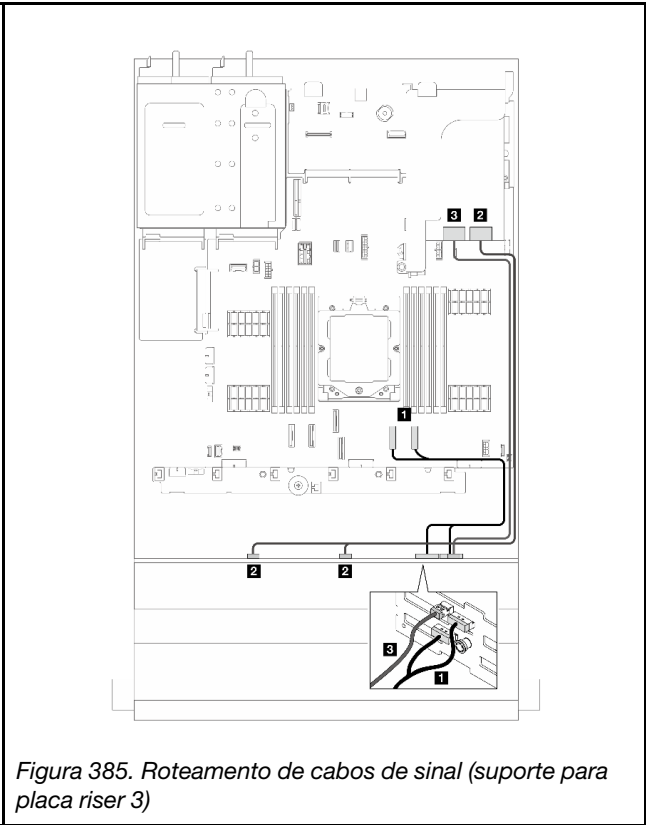 3 2
1
2 2
3
1
Figura 385. Roteamento de cabos de sinal (suporte para
placa riser 3)